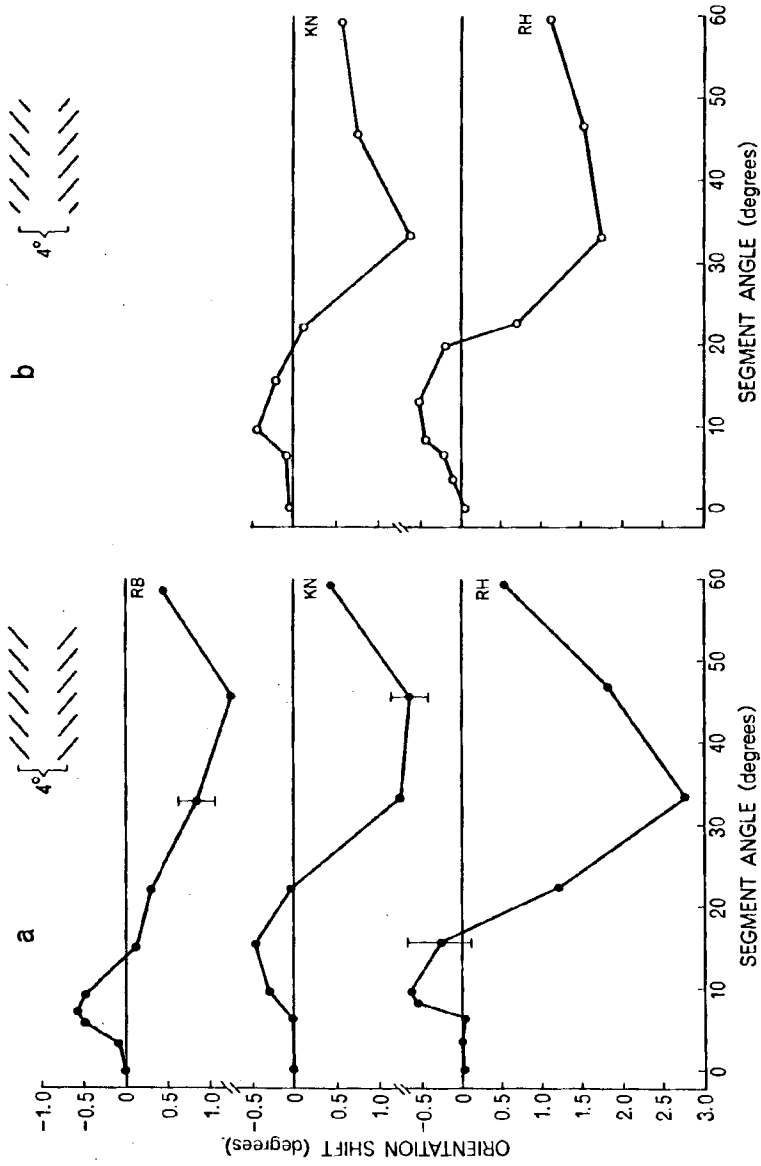 a
b
4°
4°
RB
KN
RH
KN
RH
ORIENTATION SHIFT (degrees)
-1.0
-0.5
0
0.5
1.0
-0.5
0
0.5
1.0
-0.5
0
0.5
1.0
1.5
2.0
2.5
3.0
0 10 20 30 40 50 60
SEGMENT ANGLE (degrees)
0 10 20 30 40 50 60
SEGMENT ANGLE (degrees)